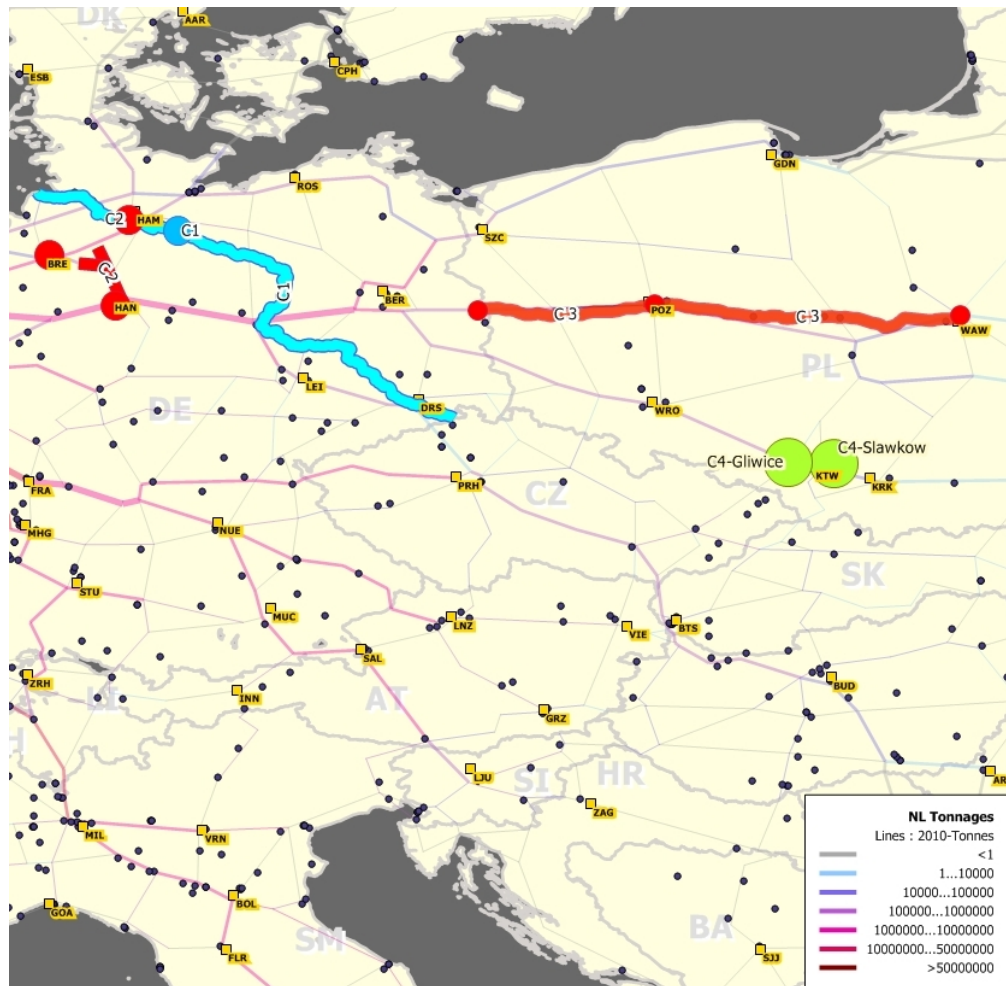 DK
AAR
ESB
CPH
GDN
ROS
C2
HAM
C1
SZC
BRE
C2
HAN
C1
BER
C 3
POZ
C 3
WAW
PL
LEI
DRS
WRO
DE
C4-Gliwice
C4-Slawkow
KTW
KRK
FRA
PRH
CZ
MHG
NUE
STU
SK
MUC
LNZ
VIE
BTS
SAL
ZRH
INN
LI
AT
BUD
GRZ
H
LJU
SI
HR
AR
ZAG
MIL
VRN
BOL
GOA
SM
FLR
BA
SJJ
NL Tonnages
Lines : 2010-Tonnes
<1
1...10000
10000...100000
100000...1000000
1000000...10000000
10000000...50000000
>50000000